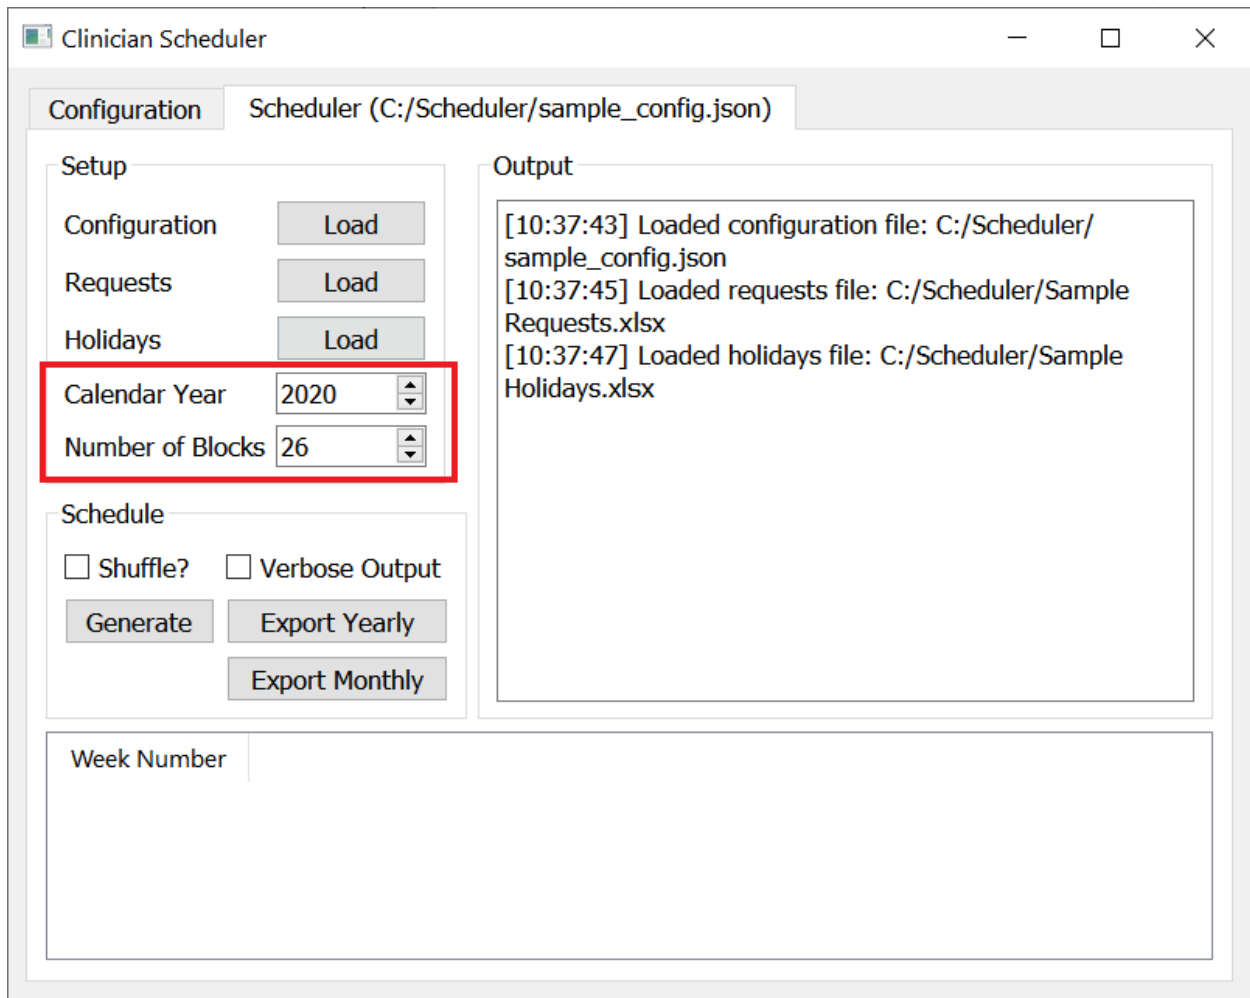 Clinician Scheduler
Configuration
Scheduler (C:/Scheduler/sample_config.json)
Setup
Configuration
Load
Requests
Load
Holidays
Load
Calendar Year
2020
Number of Blocks
26
Output
[10:37:43] Loaded configuration file: C:/Scheduler/
sample_config.json
[10:37:45] Loaded requests file: C:/Scheduler/Sample
Requests.xlsx
[10:37:47] Loaded holidays file: C:/Scheduler/Sample
Holidays.xlsx
Schedule
Shuffle?
Verbose Output
Generate
Export Yearly
Export Monthly
Week Number